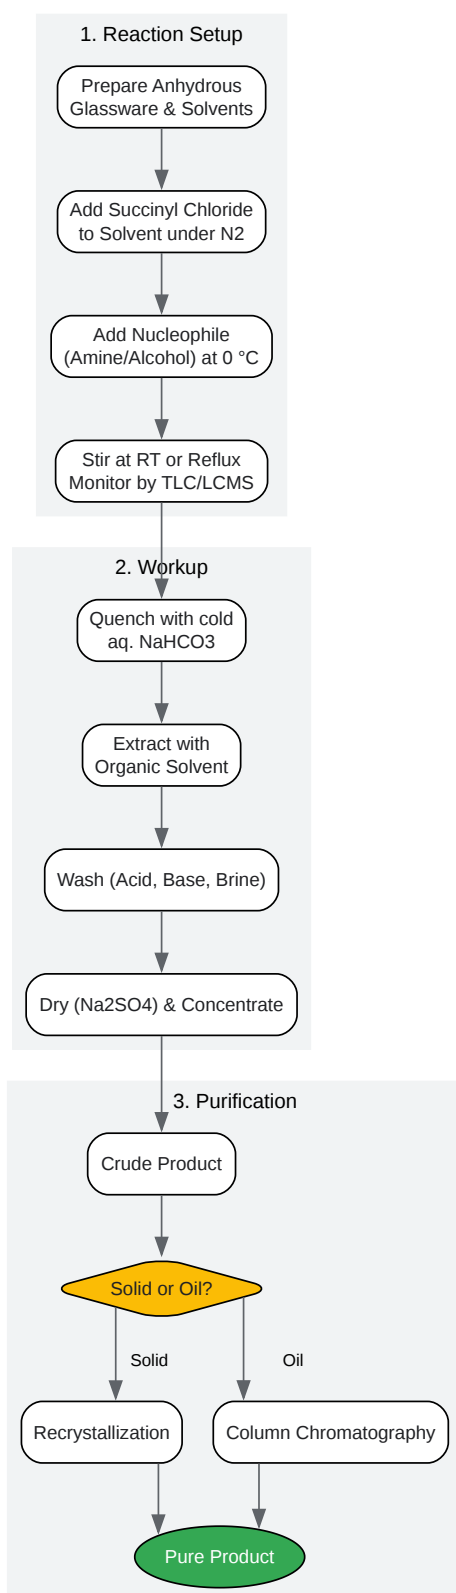 1. Reaction Setup
Prepare Anhydrous
Glassware & Solvents
Add Succinyl Chloride
to Solvent under N2
Add Nucleophile
(Amine/Alcohol) at 0 °C
Stir at RT or Reflux
Monitor by TLC/LCMS
2. Workup
Quench with cold
aq. NaHCO3
Extract with
Organic Solvent
Wash (Acid, Base, Brine)
Dry (Na2SO4) & Concentrate
3. Purification
Crude Product
Solid or Oil?
Solid
Oil
Recrystallization
Column Chromatography
Pure Product